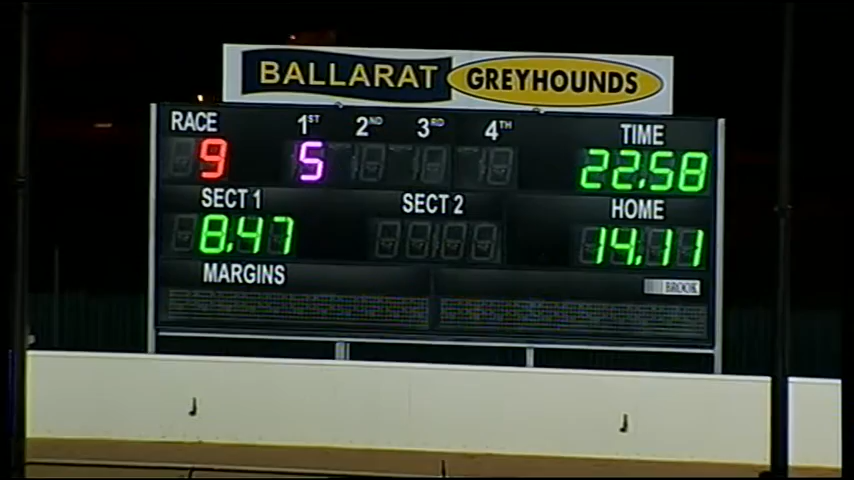 BALLARAT GREYHOUNDS
RACE 1ST 2ND 3RD 4TH TIME
9 5 22.58
SECT 1 SECT 2 HOME
8.47 14.11
MARGINS BROOK